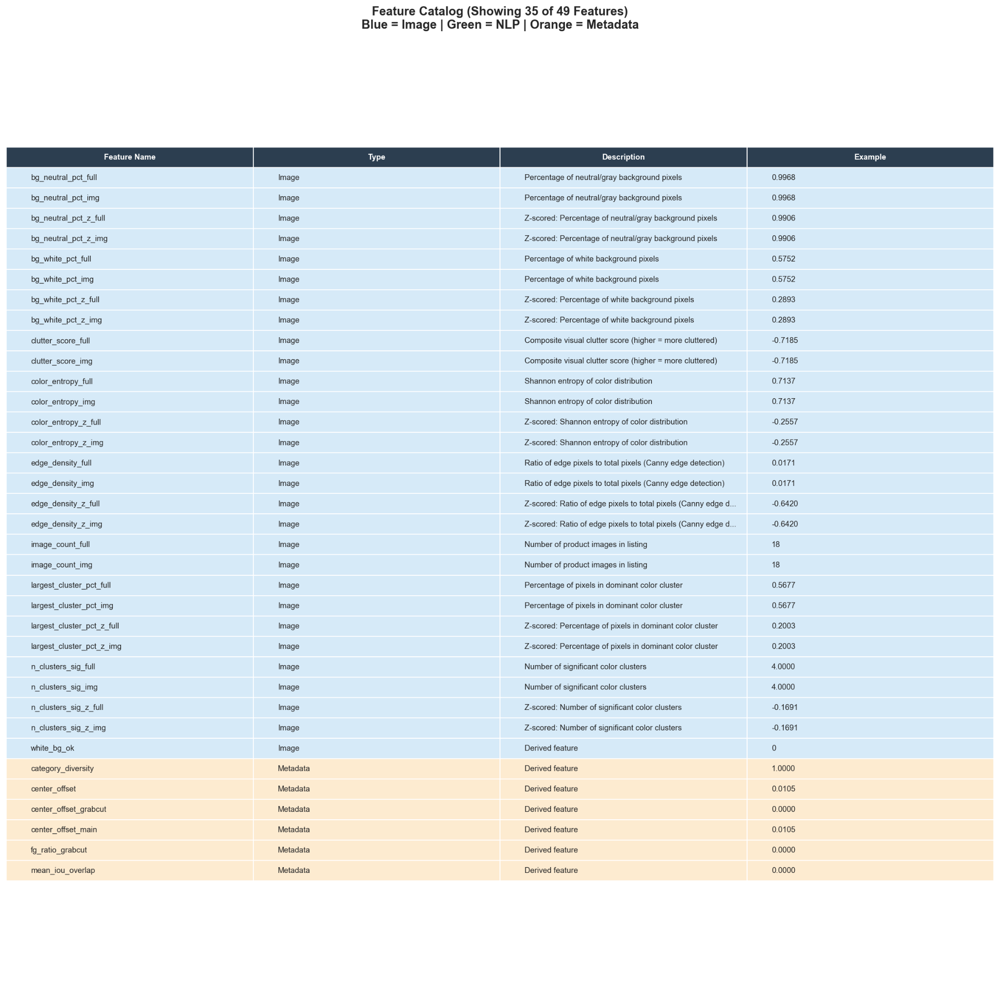 Feature Catalog (Showing 35 of 49 Features)
Blue = Image | Green = NLP | Orange = Metadata
Feature Name Type Description Example
bg_neutral_pct_full Image Percentage of neutral/gray background pixels 0.9968
bg_neutral_pct_img Image Percentage of neutral/gray background pixels 0.9968
bg_neutral_pct_z_full Image Z-scored: Percentage of neutral/gray background pixels 0.9906
bg_neutral_pct_z_img Image Z-scored: Percentage of neutral/gray background pixels 0.9906
bg_white_pct_full Image Percentage of white background pixels 0.5752
bg_white_pct_img Image Percentage of white background pixels 0.5752
bg_white_pct_z_full Image Z-scored: Percentage of white background pixels 0.2893
bg_white_pct_z_img Image Z-scored: Percentage of white background pixels 0.2893
clutter_score_full Image Composite visual clutter score (higher = more cluttered) -0.7185
clutter_score_img Image Composite visual clutter score (higher = more cluttered) -0.7185
color_entropy_full Image Shannon entropy of color distribution 0.7137
color_entropy_img Image Shannon entropy of color distribution 0.7137
color_entropy_z_full Image Z-scored: Shannon entropy of color distribution -0.2557
color_entropy_z_img Image Z-scored: Shannon entropy of color distribution -0.2557
edge_density_full Image Ratio of edge pixels to total pixels (Canny edge detection) 0.0171
edge_density_img Image Ratio of edge pixels to total pixels (Canny edge detection) 0.0171
edge_density_z_full Image Z-scored: Ratio of edge pixels to total pixels (Canny edge d... -0.6420
edge_density_z_img Image Z-scored: Ratio of edge pixels to total pixels (Canny edge d... -0.6420
image_count_full Image Number of product images in listing 18
image_count_img Image Number of product images in listing 18
largest_cluster_pct_full Image Percentage of pixels in dominant color cluster 0.5677
largest_cluster_pct_img Image Percentage of pixels in dominant color cluster 0.5677
largest_cluster_pct_z_full Image Z-scored: Percentage of pixels in dominant color cluster 0.2003
largest_cluster_pct_z_img Image Z-scored: Percentage of pixels in dominant color cluster 0.2003
n_clusters_sig_full Image Number of significant color clusters 4.0000
n_clusters_sig_img Image Number of significant color clusters 4.0000
n_clusters_sig_z_full Image Z-scored: Number of significant color clusters -0.1691
n_clusters_sig_z_img Image Z-scored: Number of significant color clusters -0.1691
white_bg_ok Image Derived feature 0
category_diversity Metadata Derived feature 1.0000
center_offset Metadata Derived feature 0.0105
center_offset_grabcut Metadata Derived feature 0.0000
center_offset_main Metadata Derived feature 0.0105
fg_ratio_grabcut Metadata Derived feature 0.0000
mean_iou_overlap Metadata Derived feature 0.0000